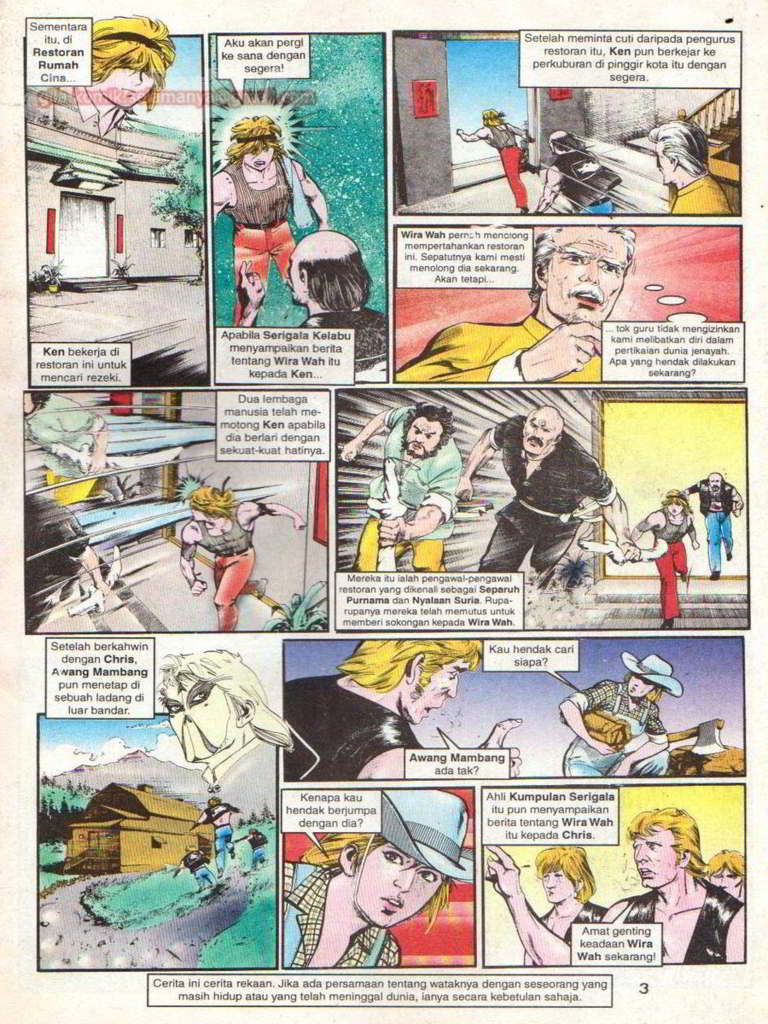 Sementara
itu, di
Restoran
Rumah
Cina...
Ken bekerja di
restoran ini untuk
mencari rezeki.
Aku akan pergi
ke sana dengan
segera!
Apabila Serigala Kelabu
menyampaikan berita
tentang Wira Wah itu
kepada Ken...
Setelah meminta cuti daripada pengurus
restoran itu, Ken pun berkejar ke
perkuburan di pinggir kota itu dengan
segera.
Wira Wah pernah menolong
mempertahankan restoran
ini. Sepatutnya kami mesti
menolong dia sekarang.
Akan tetapi...
... tok guru tidak mengizinkan
kami melibatkan diri dalam
pertikaian dunia jenayah.
Apa yang hendak dilakukan
sekarang?
Dua lembaga
manusia telah me-
motong Ken apabila
dia berlari dengan
sekuat-kuat hatinya.
Mereka itu ialah pengawal-pengawal
restoran yang dikenali sebagai Separuh
Purnama dan Nyalaan Suria. Rupa-
rupanya mereka telah memutus untuk
memberi sokongan kepada Wira Wah.
Setelah berkahwin
dengan Chris,
Awang Mambang
pun menetap di
sebuah ladang di
luar bandar.
Kau hendak cari
siapa?
Awang Mambang
ada tak?
Kenapa kau
hendak berjumpa
dengan dia?
Ahli Kumpulan Serigala
itu pun menyampaikan
berita tentang Wira Wah
itu kepada Chris.
Amat genting
keadaan Wira
Wah sekarang!
Cerita ini cerita rekaan. Jika ada persamaan tentang wataknya dengan seseorang yang
masih hidup atau yang telah meninggal dunia, ianya secara kebetulan sahaja.
3